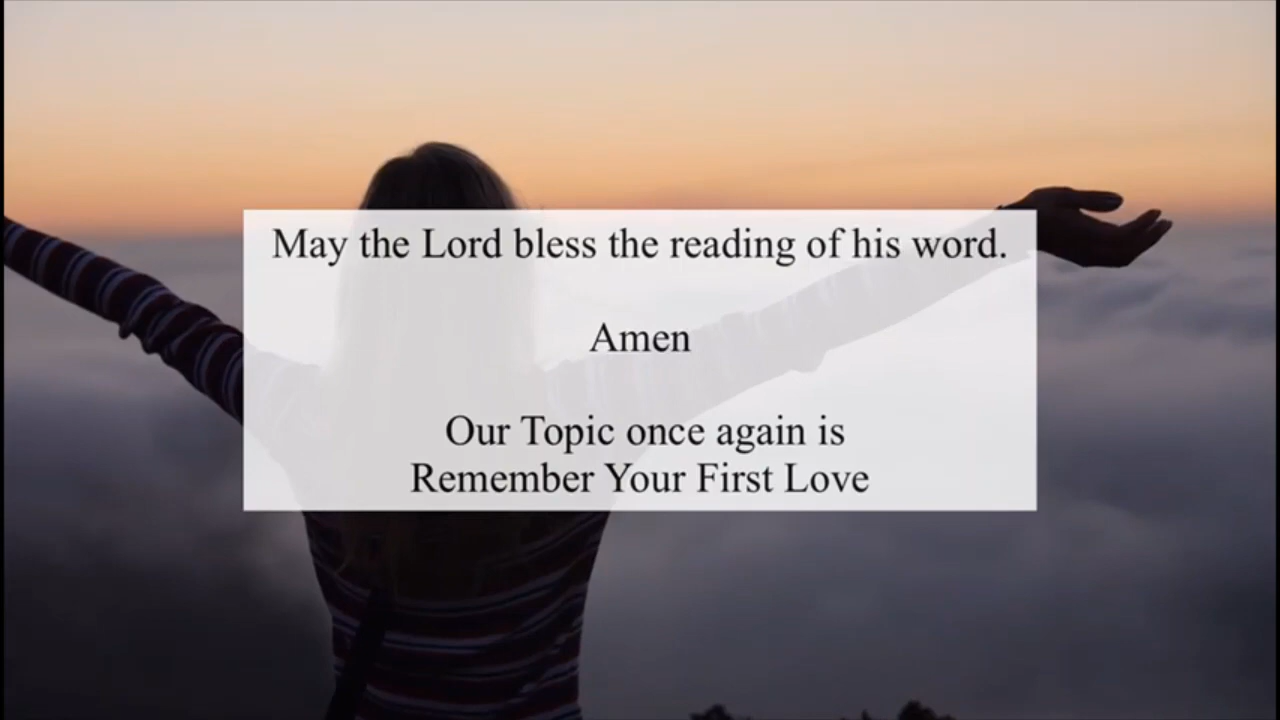 May the Lord bless the reading of his word.
Amen
Our Topic once again is
Remember Your First Love